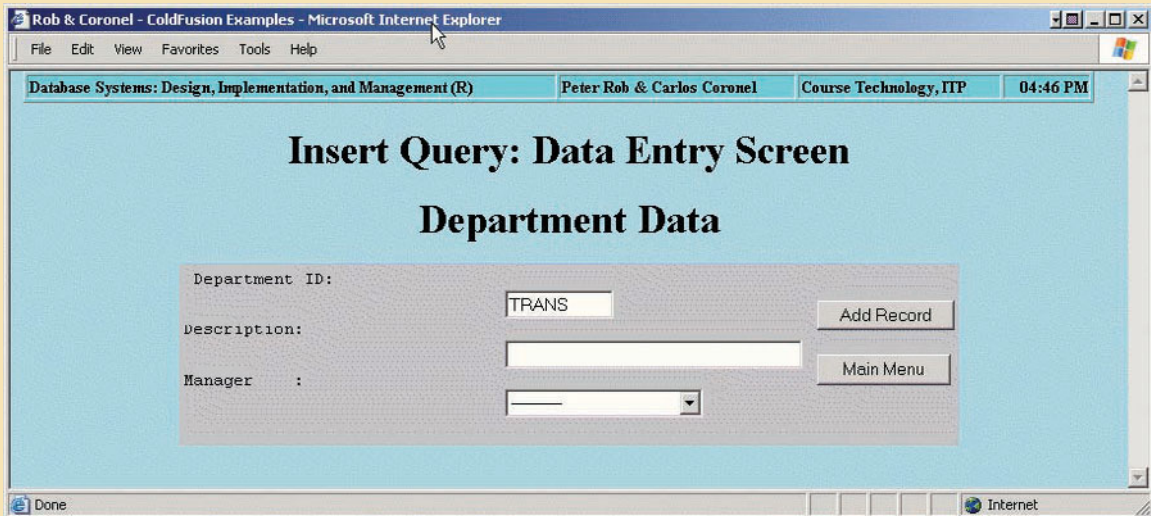 Rob & Coronel - ColdFusion Examples - Microsoft Internet Explorer
File Edit View Favorites Tools Help
Database Systems: Design, Implementation, and Management (R) Peter Rob & Carlos Coronel Course Technology, ITP 04:46 PM
Insert Query: Data Entry Screen
Department Data
Department ID:
TRANS
Add Record
Description:
Main Menu
Manager :
Done Internet